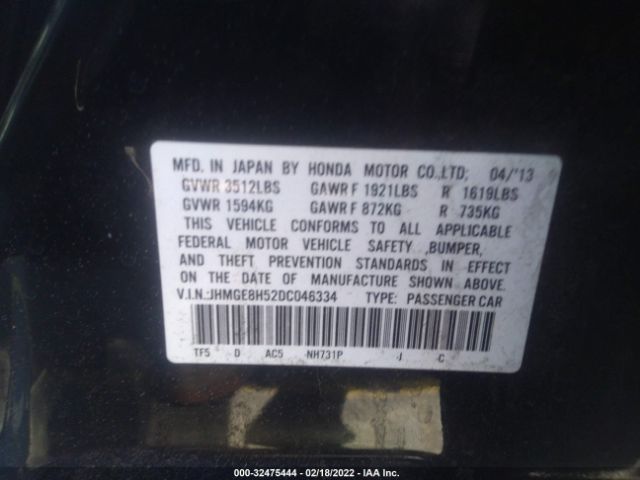 MFD. IN JAPAN BY HONDA MOTOR CO.,LTD; 04/'13
GVWR 3512LBS GAWR F 1921LBS R 1619LBS
GVWR 1594KG GAWR F 872KG R 735KG
THIS VEHICLE CONFORMS TO ALL APPLICABLE
FEDERAL MOTOR VEHICLE SAFETY ,BUMPER,
AND THEFT PREVENTION STANDARDS IN EFFECT
ON THE DATE OF MANUFACTURE SHOWN ABOVE.
V.I.N.:JHMGE8H52DC046334 TYPE: PASSENGER CAR
TF5 -D AC5 -NH731P -J -C
000-32475444 - 02/18/2022 - IAA Inc.